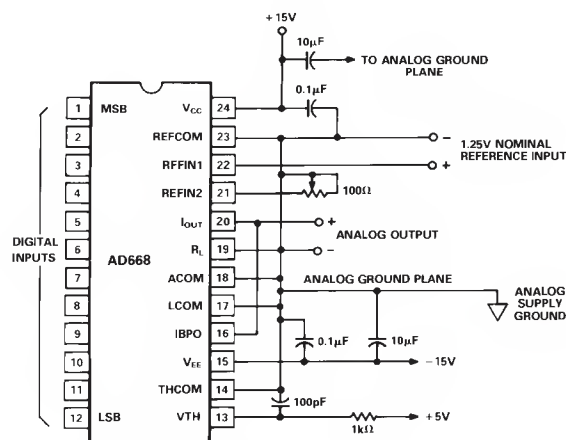 +15V
10µF
TO ANALOG GROUND
PLANE
0.1µF
1 MSB VCC 24
2 REFCOM 23
1.25V NOMINAL
REFERENCE INPUT
3 RFFIN1 22
4 REFIN2 21
100Ω
5 IOUT 20
ANALOG OUTPUT
DIGITAL
INPUTS
6 RL 19
AD668
7 ACOM 18
ANALOG GROUND PLANE
8 LCOM 17
ANALOG
SUPPLY
GROUND
9 IBPO 16
0.1µF
10µF
10 VEE 15
-15V
11 THCOM 14
100pF
12 LSB VTH 13
1kΩ
+5V